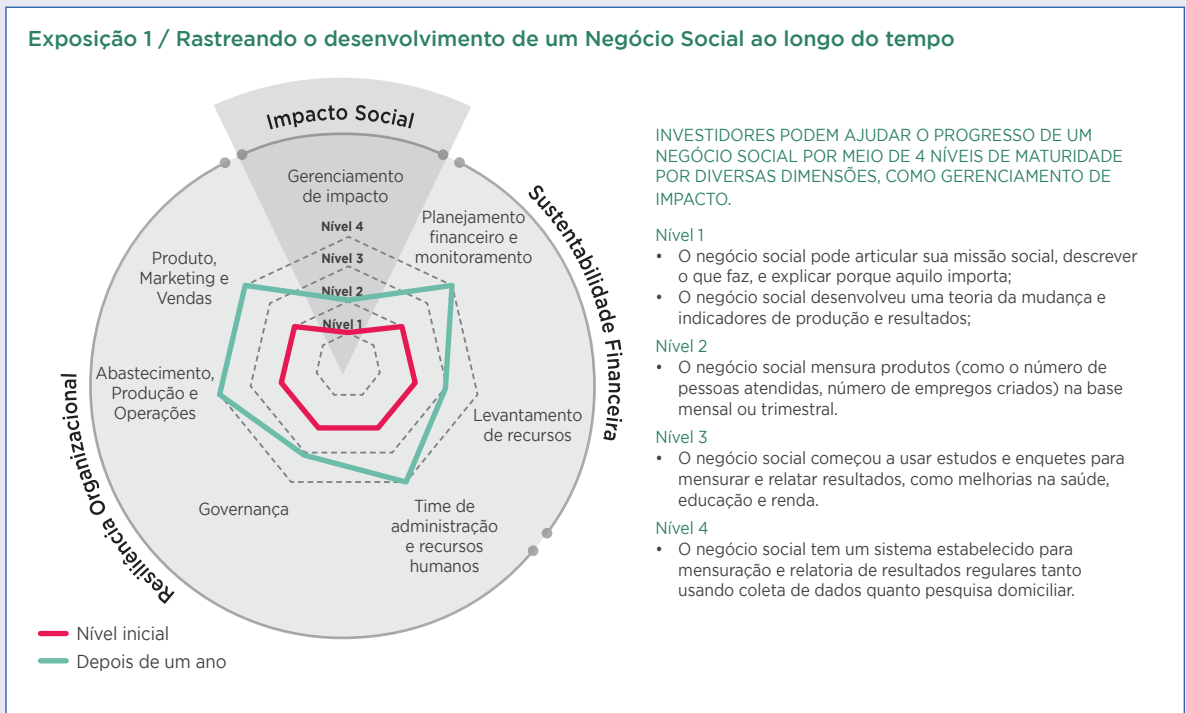 Exposição 1 / Rastreando o desenvolvimento de um Negócio Social ao longo do tempo
Impacto Social
Gerenciamento
de impacto
Nível 4
Nível 3
Nível 2
Nível 1
Planejamento
financeiro e
monitoramento
Sustentabilidade Financeira
Levantamento
de recursos
Time de
administração
e recursos
humanos
Governança
Abastecimento,
Produção e
Operações
Produto,
Marketing e
Vendas
Resiliência Organizacional
Nível inicial
Depois de um ano
INVESTIDORES PODEM AJUDAR O PROGRESSO DE UM
NEGÓCIO SOCIAL POR MEIO DE 4 NÍVEIS DE MATURIDADE
POR DIVERSAS DIMENSÕES, COMO GERENCIAMENTO DE
IMPACTO.
Nível 1
• O negócio social pode articular sua missão social, descrever
o que faz, e explicar porque aquilo importa;
• O negócio social desenvolveu uma teoria da mudança e
indicadores de produção e resultados;
Nível 2
• O negócio social mensura produtos (como o número de
pessoas atendidas, número de empregos criados) na base
mensal ou trimestral.
Nível 3
• O negócio social começou a usar estudos e enquetes para
mensurar e relatar resultados, como melhorias na saúde,
educação e renda.
Nível 4
• O negócio social tem um sistema estabelecido para
mensuração e relatoria de resultados regulares tanto
usando coleta de dados quanto pesquisa domiciliar.